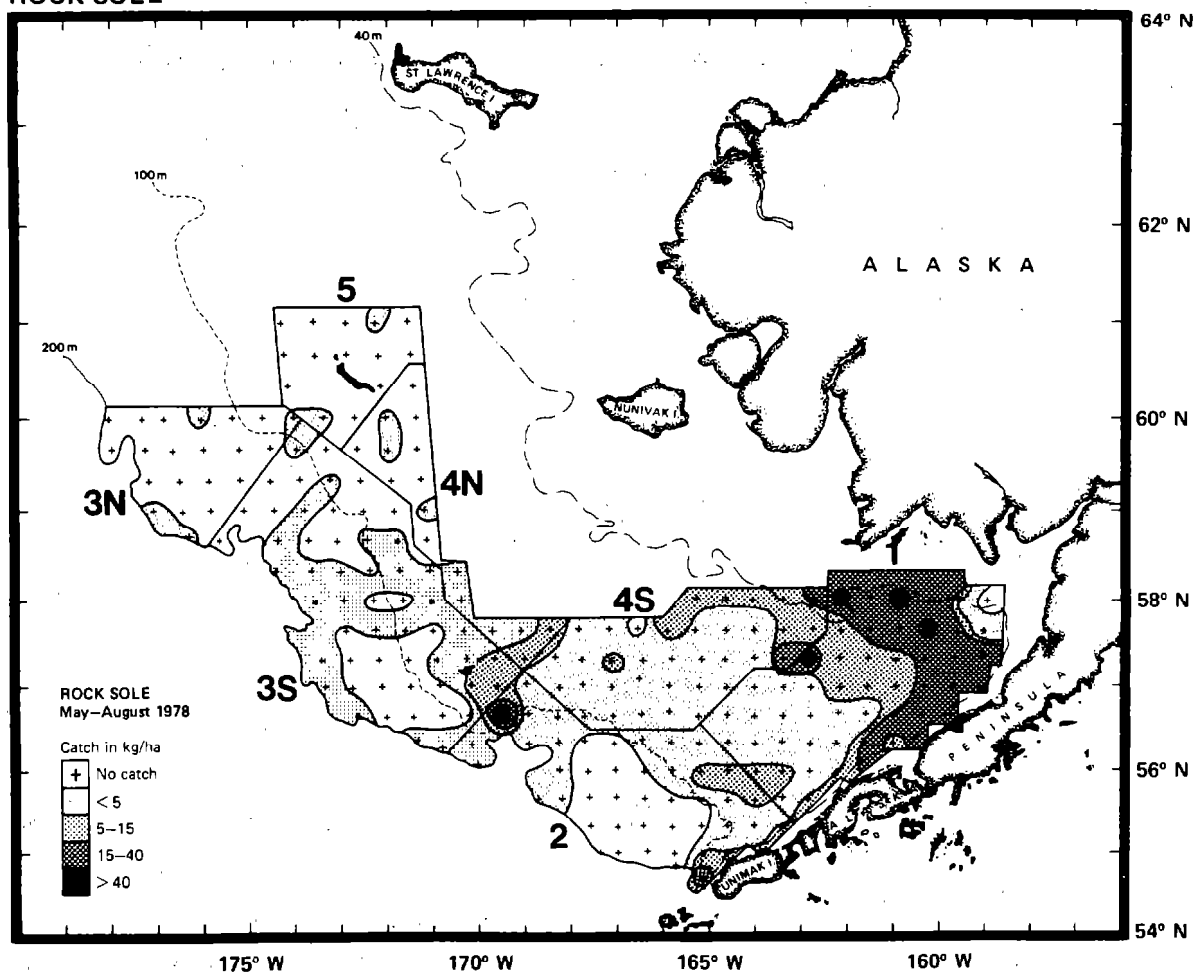 ROCK SOLE
64° N
40 m
ST LAWRENCE I.
100 m
62° N
A L A S K A
5
200 m
NUNIVAK I.
60° N
3N
4N
1
4S
58° N
3S
ROCK SOLE
May–August 1978
PENINSULA
Catch in kg/ha
+ No catch
< 5
5–15
15–40
> 40
56° N
2
UNIMAK I.
54° N
175° W
170° W
165° W
160° W